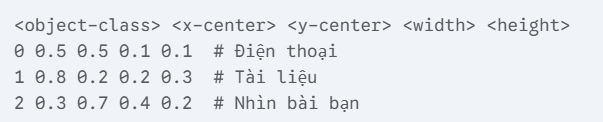 <object-class> <x-center> <y-center> <width> <height>
0 0.5 0.5 0.1 0.1  # Điện thoại
1 0.8 0.2 0.2 0.3  # Tài liệu
2 0.3 0.7 0.4 0.2  # Nhìn bài bạn